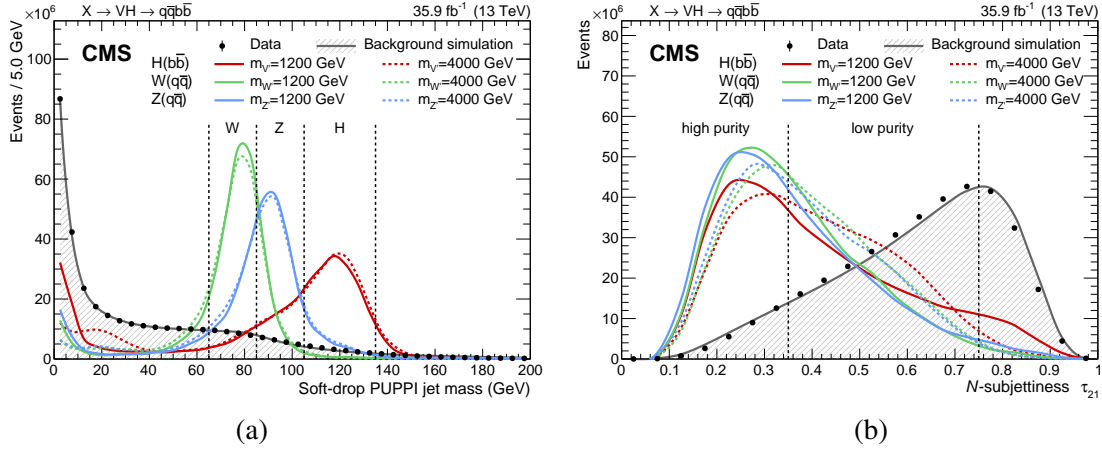 X → VH → qq̄bb̄ 35.9 fb⁻¹ (13 TeV)
×10⁶
CMS
Data Background simulation
H(bb̄) m_V'=1200 GeV m_V'=4000 GeV
W(qq̄) m_W'=1200 GeV m_W'=4000 GeV
Z(qq̄) m_Z'=1200 GeV m_Z'=4000 GeV
W Z H
Events / 5.0 GeV
100
80
60
40
20
0
0 20 40 60 80 100 120 140 160 180 200
Soft-drop PUPPI jet mass (GeV)
(a)
X → VH → qq̄bb̄ 35.9 fb⁻¹ (13 TeV)
×10⁶
CMS
Data Background simulation
H(bb̄) m_V'=1200 GeV m_V'=4000 GeV
W(qq̄) m_W'=1200 GeV m_W'=4000 GeV
Z(qq̄) m_Z'=1200 GeV m_Z'=4000 GeV
high purity low purity
Events
80
70
60
50
40
30
20
10
0
0 0.1 0.2 0.3 0.4 0.5 0.6 0.7 0.8 0.9 1
N-subjettiness τ₂₁
(b)